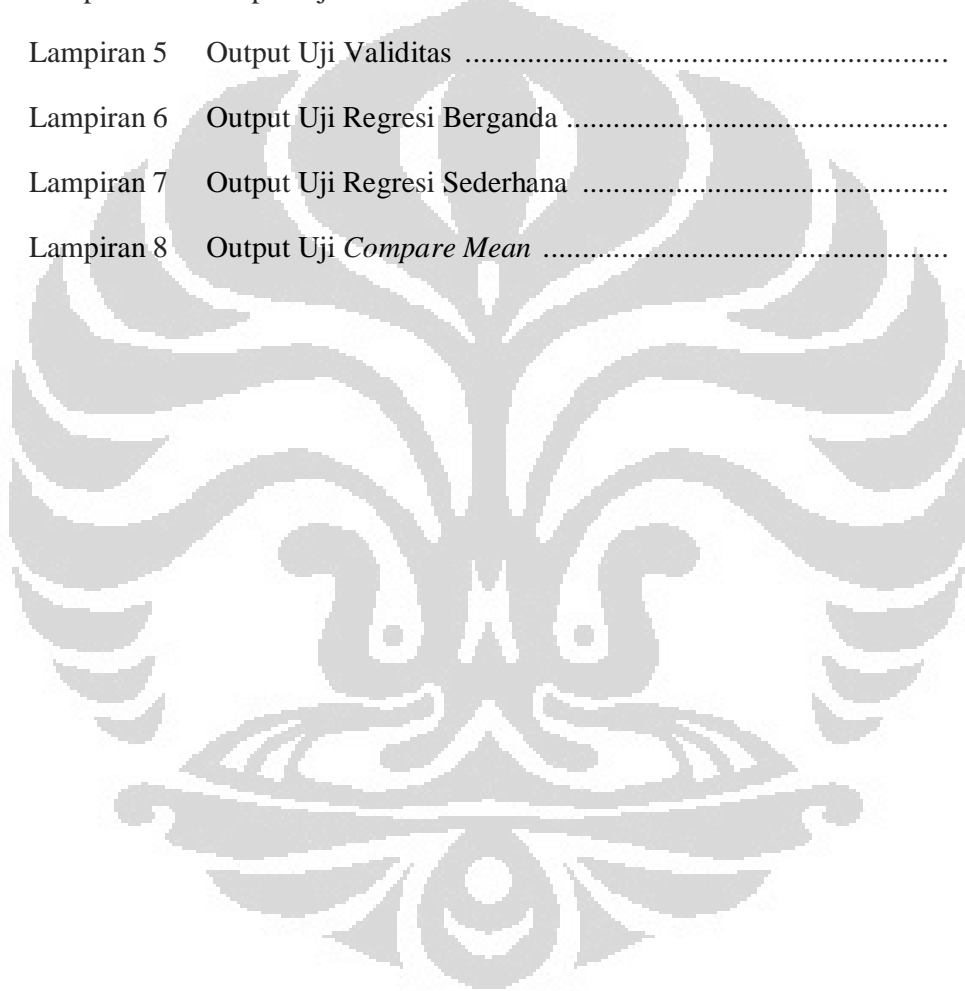 Lampiran 5 Output Uji Validitas ....................................................
Lampiran 6 Output Uji Regresi Berganda .........................................
Lampiran 7 Output Uji Regresi Sederhana .......................................
Lampiran 8 Output Uji Compare Mean ............................................